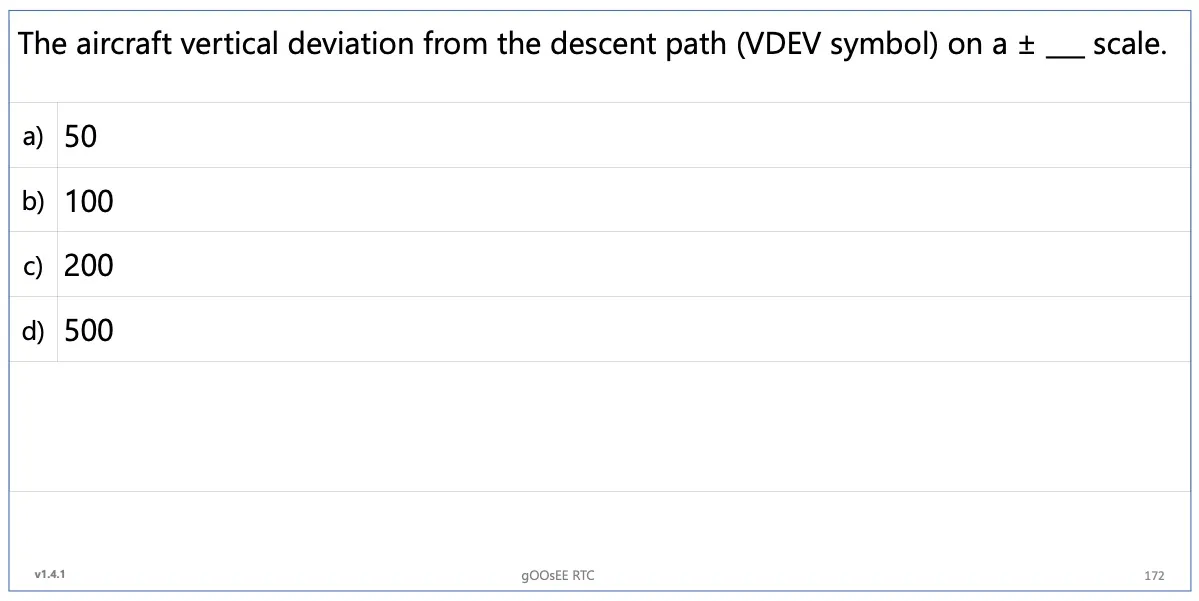 The aircraft vertical deviation from the descent path (VDEV symbol) on a ± ___ scale.
a) 50
b) 100
c) 200
d) 500
v1.4.1 gOOsEE RTC 172